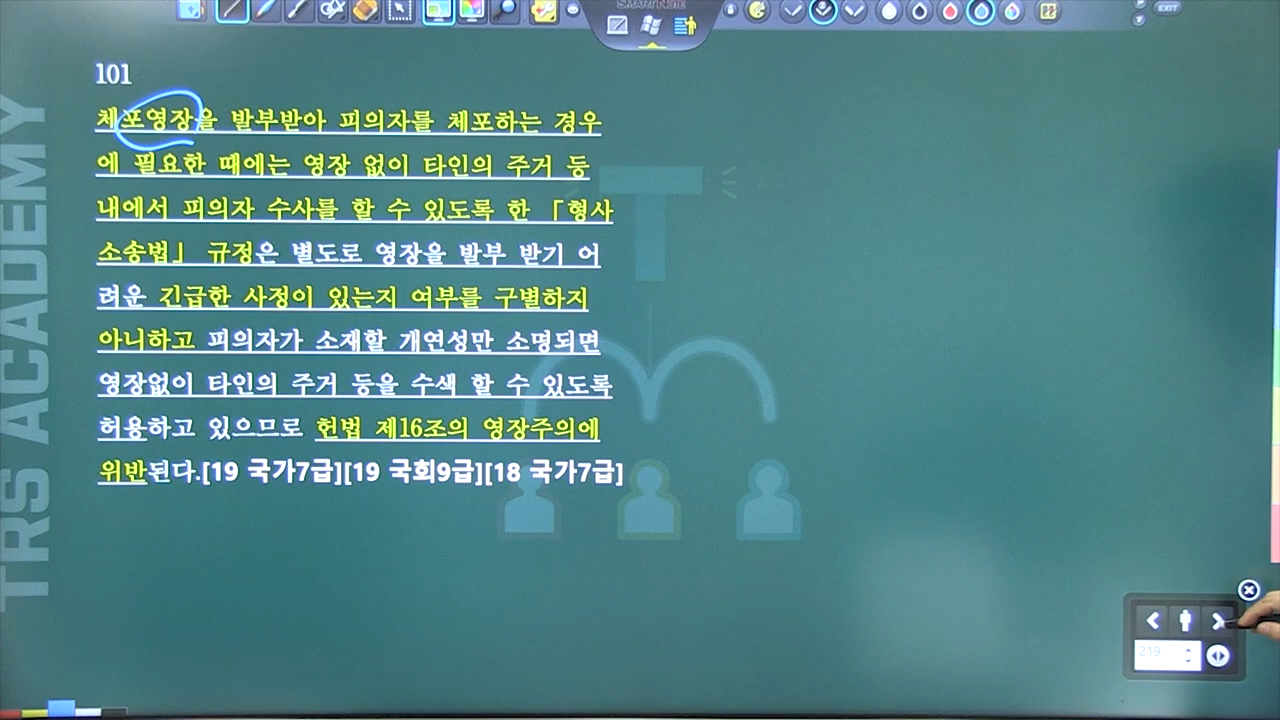 SMART NOTE
EXIT
101
체포영장을 발부받아 피의자를 체포하는 경우
에 필요한 때에는 영장 없이 타인의 주거 등
내에서 피의자 수사를 할 수 있도록 한 「형사
소송법」 규정은 별도로 영장을 발부 받기 어
려운 긴급한 사정이 있는지 여부를 구별하지
아니하고 피의자가 소재할 개연성만 소명되면
영장없이 타인의 주거 등을 수색 할 수 있도록
허용하고 있으므로 헌법 제16조의 영장주의에
위반된다.[19 국가7급][19 국회9급][18 국가7급]
TRS ACADEMY
219